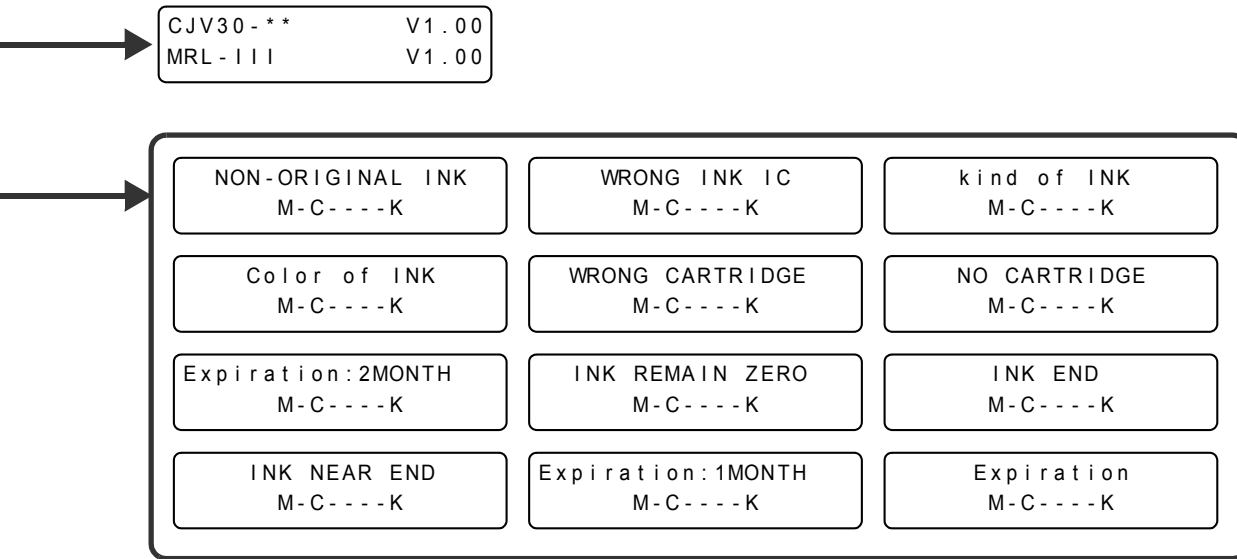 CJV30-** V1.00
MRL-III V1.00
NON-ORIGINAL INK
M-C----K
WRONG INK IC
M-C----K
kind of INK
M-C----K
Color of INK
M-C----K
WRONG CARTRIDGE
M-C----K
NO CARTRIDGE
M-C----K
Expiration:2MONTH
M-C----K
INK REMAIN ZERO
M-C----K
INK END
M-C----K
INK NEAR END
M-C----K
Expiration:1MONTH
M-C----K
Expiration
M-C----K